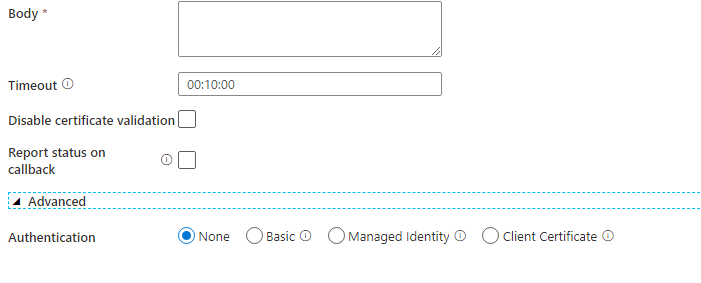 Body *
Timeout
00:10:00
Disable certificate validation
Report status on
callback
Advanced
Authentication
None
Basic
Managed Identity
Client Certificate